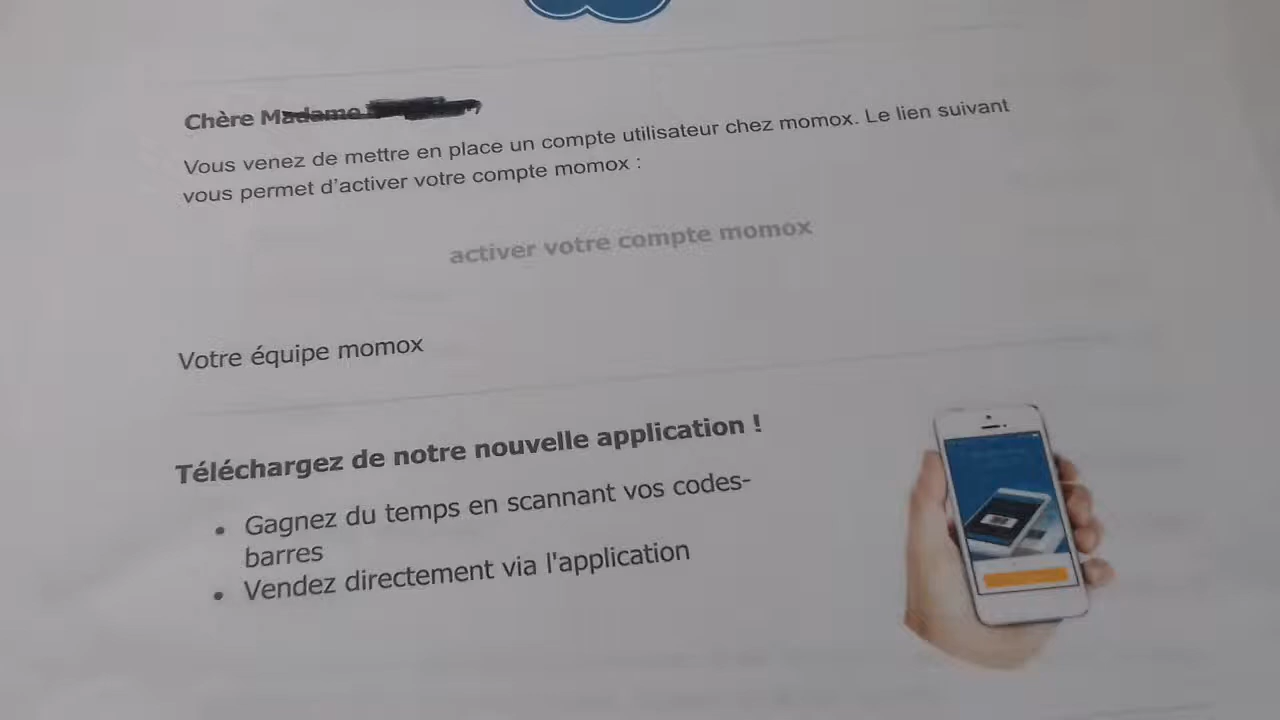 Chère Madame
Vous venez de mettre en place un compte utilisateur chez momox. Le lien suivant
vous permet d’activer votre compte momox :
activer votre compte momox
Votre équipe momox
Téléchargez de notre nouvelle application !
• Gagnez du temps en scannant vos codes-
barres
• Vendez directement via l'application